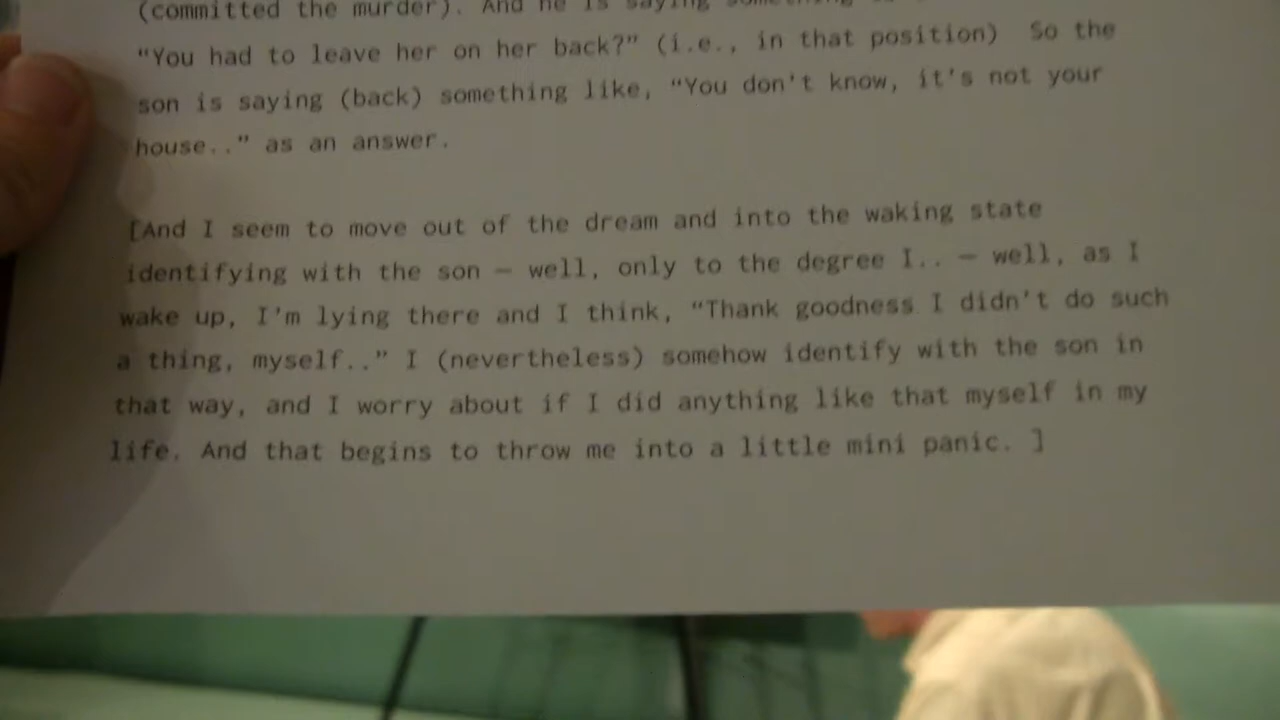 (committed the murder). And he is saying something
“You had to leave her on her back?” (i.e., in that position)  So the
son is saying (back) something like, “You don’t know, it’s not your
house..” as an answer.
[And I seem to move out of the dream and into the waking state
identifying with the son — well, only to the degree I.. — well, as I
wake up, I’m lying there and I think, “Thank goodness I didn’t do such
a thing, myself..” I (nevertheless) somehow identify with the son in
that way, and I worry about if I did anything like that myself in my
life. And that begins to throw me into a little mini panic. ]